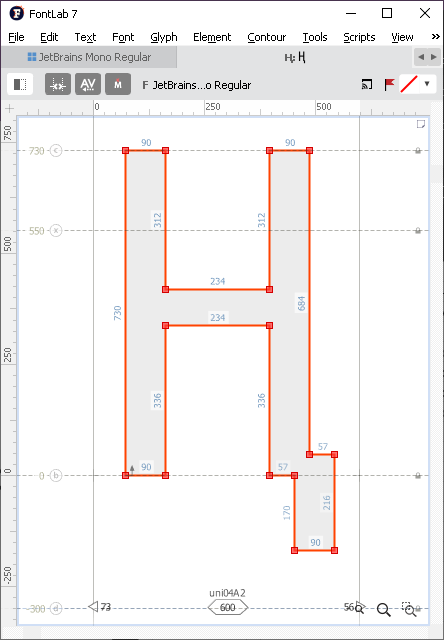 FontLab 7
File Edit Text Font Glyph Element Contour Tools Scripts View »
JetBrains Mono Regular
F JetBrains...o Regular
0 250 500
750
730 c
550 x
500
250
0
0 b
-250
-300 d
90 90
312 312
234
730
684
234
336 336
57
90 57
170 216
90
uni04A2
73 600 56